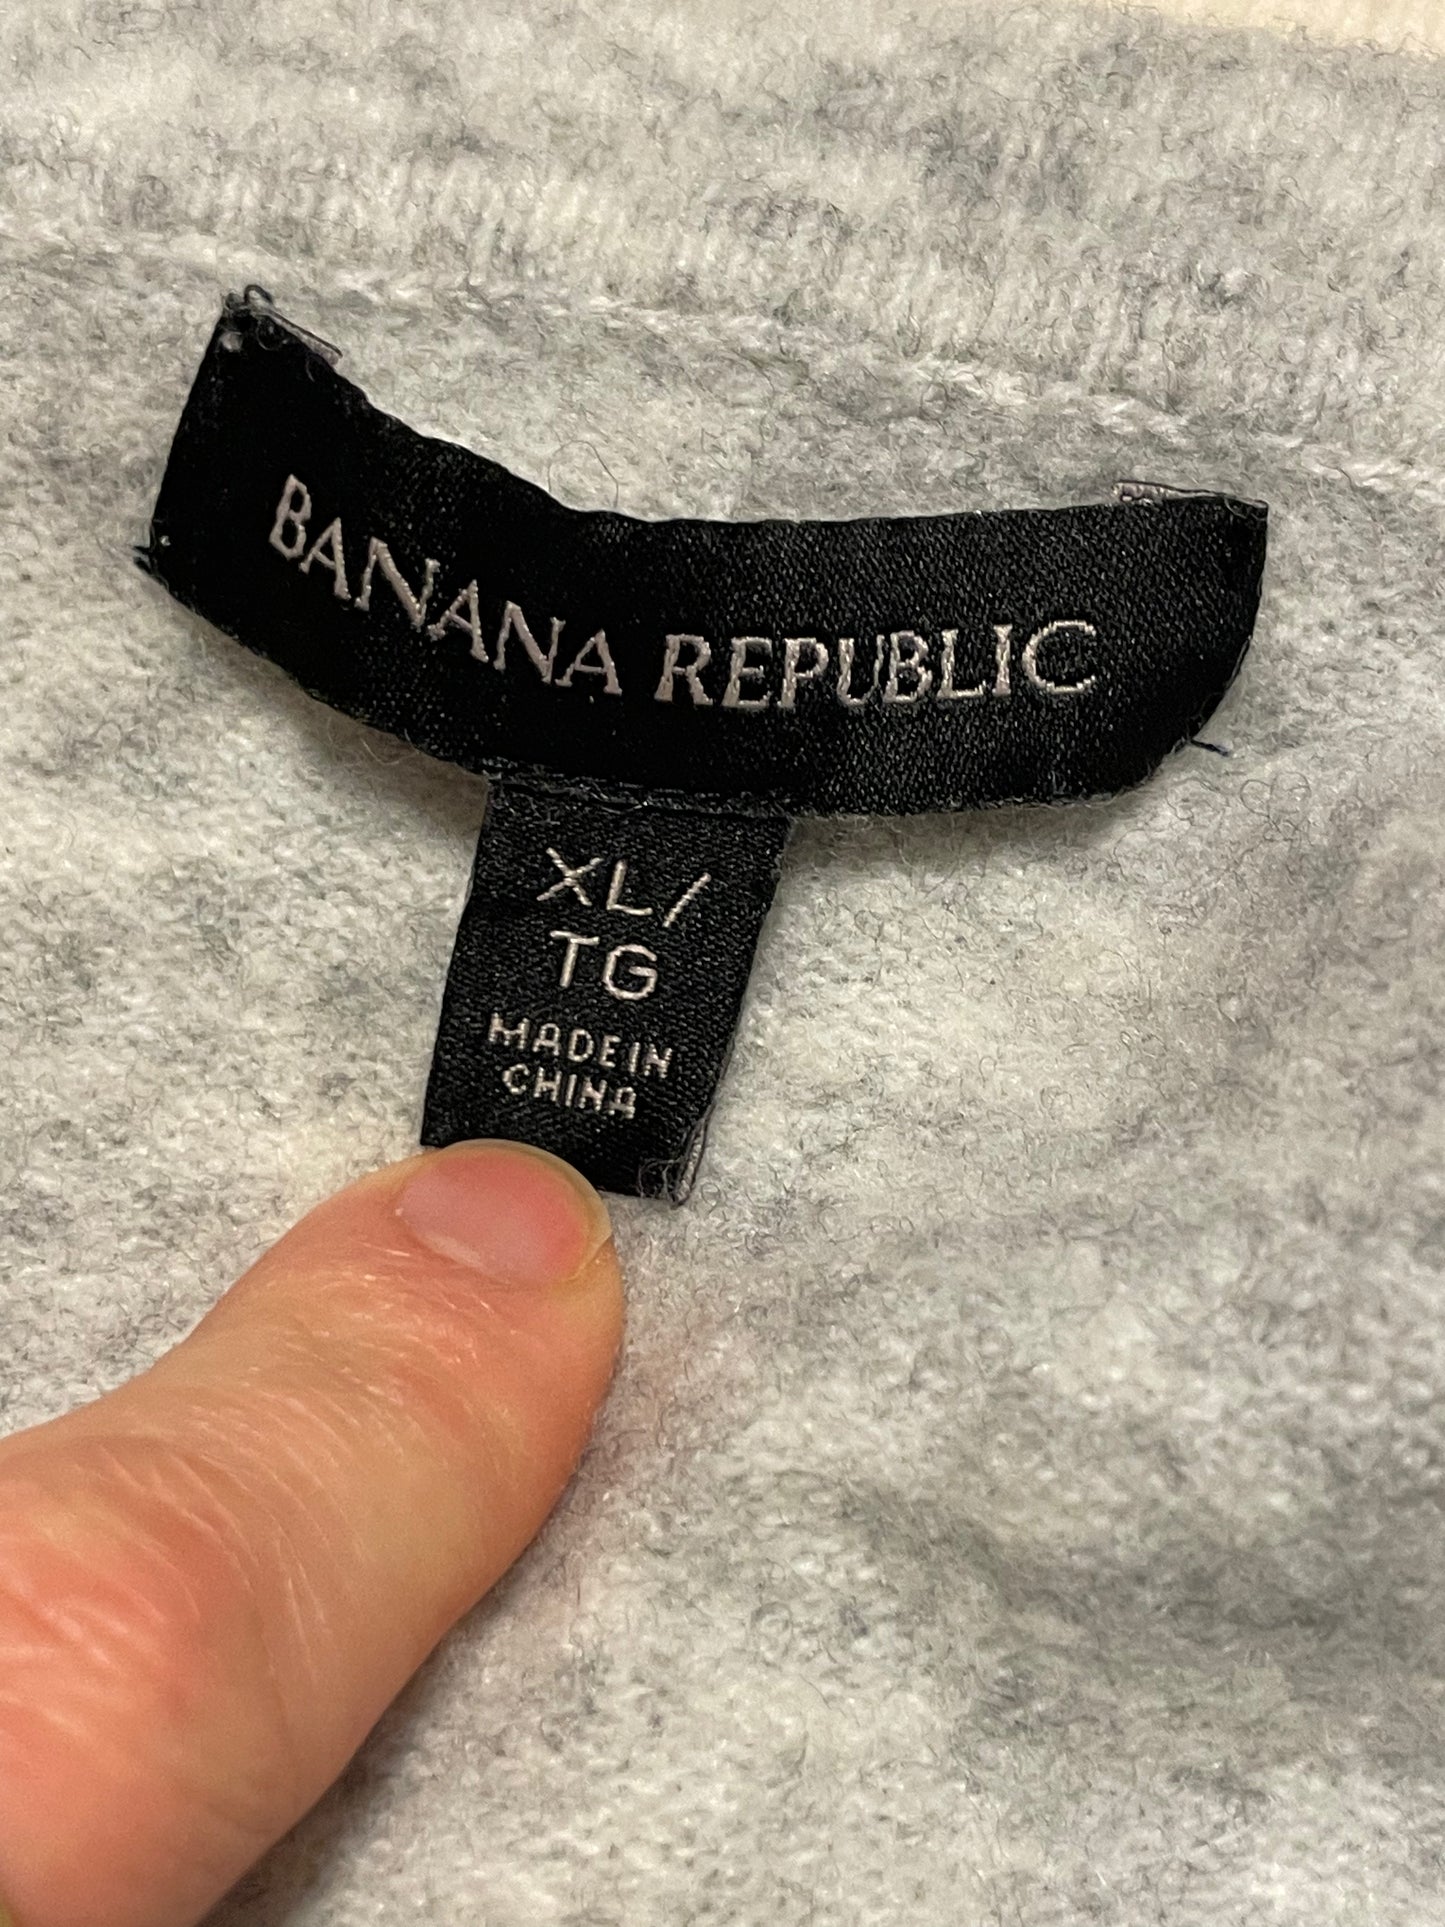 BANANA REPUBLIC
XL/
TG
MADE IN
CHINA